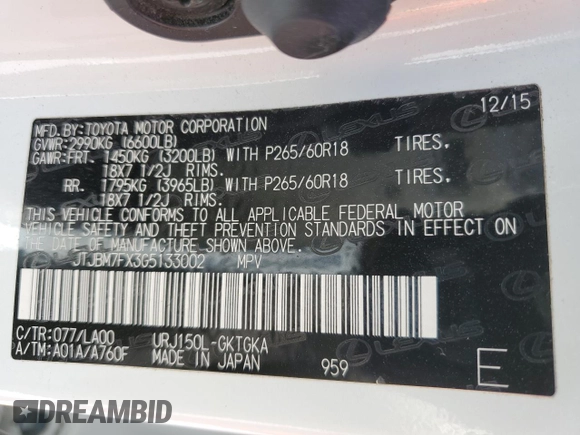 12/15
MFD. BY: TOYOTA MOTOR CORPORATION
GVWR: 2990KG (6600LB)
GAWR: FRT. 1450KG (3200LB) WITH P265/60R18 TIRES.
18X7 1/2J RIMS.
RR. 1795KG (3965LB) WITH P265/60R18 TIRES.
18X7 1/2J RIMS.
THIS VEHICLE CONFORMS TO ALL APPLICABLE FEDERAL MOTOR
VEHICLE SAFETY AND THEFT PREVENTION STANDARDS IN EFFECT ON
THE DATE OF MANUFACTURE SHOWN ABOVE.
JTJBM7FX3G5133002 MPV
C/TR: 077/LA00 URJ150L-GKTGKA
A/TM: A01A/A760F MADE IN JAPAN 959 E
LEXUS
DREAMBID